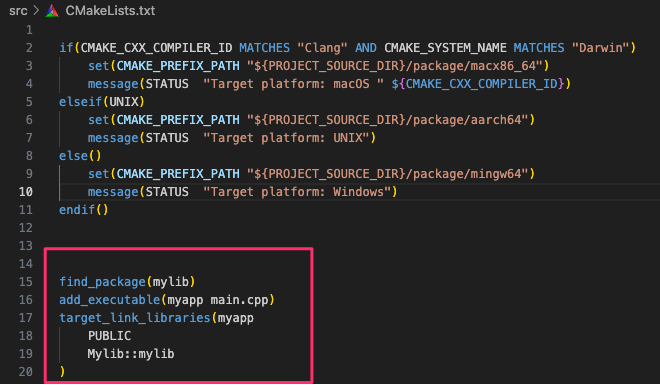 src > CMakeLists.txt
1
2 if(CMAKE_CXX_COMPILER_ID MATCHES "Clang" AND CMAKE_SYSTEM_NAME MATCHES "Darwin")
3     set(CMAKE_PREFIX_PATH "${PROJECT_SOURCE_DIR}/package/macx86_64")
4     message(STATUS  "Target platform: macOS " ${CMAKE_CXX_COMPILER_ID})
5 elseif(UNIX)
6     set(CMAKE_PREFIX_PATH "${PROJECT_SOURCE_DIR}/package/aarch64")
7     message(STATUS  "Target platform: UNIX")
8 else()
9     set(CMAKE_PREFIX_PATH "${PROJECT_SOURCE_DIR}/package/mingw64")
10     message(STATUS  "Target platform: Windows")
11 endif()
12
13
14
15 find_package(mylib)
16 add_executable(myapp main.cpp)
17 target_link_libraries(myapp
18     PUBLIC
19     Mylib::mylib
20 )